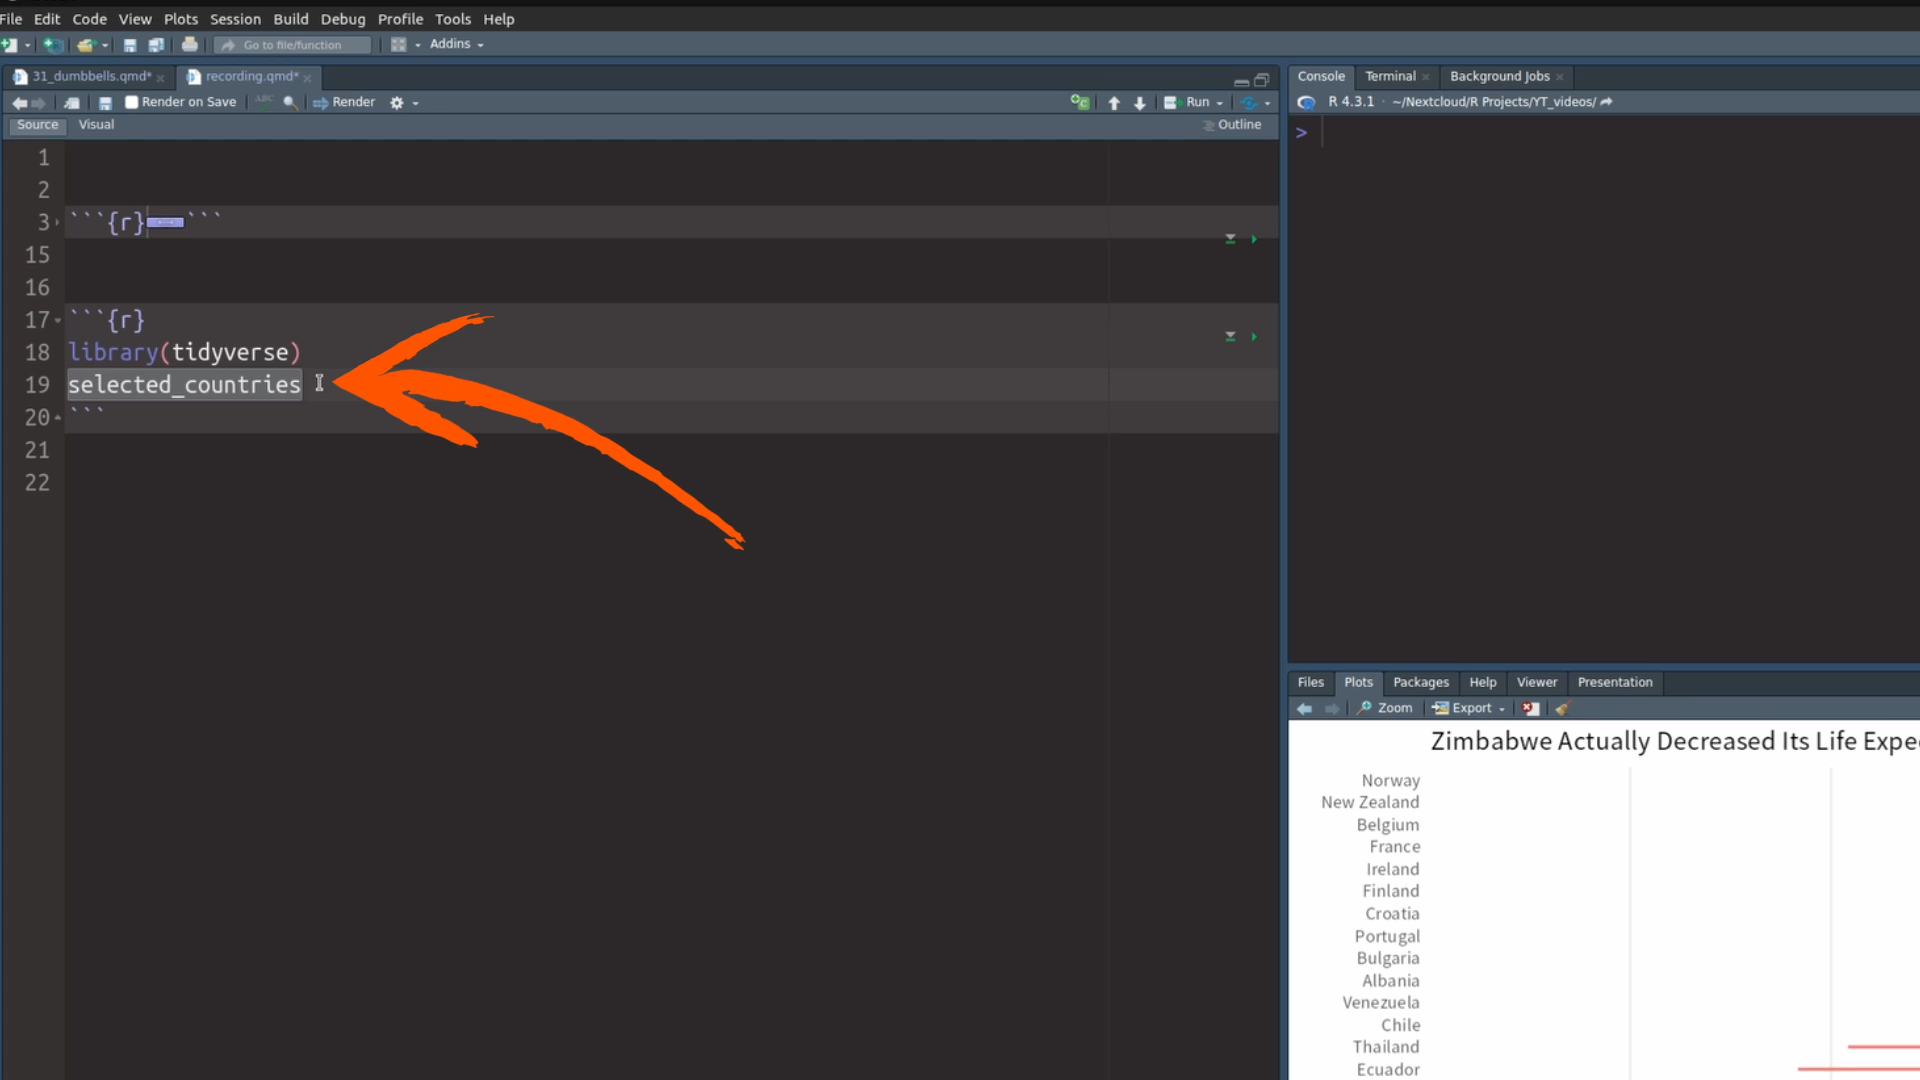 File Edit Code View Plots Session Build Debug Profile Tools Help
Go to file/function Addins
31_dumbbells.qmd* recording.qmd*
Render on Save ABC Render Run
Source Visual Outline
1
2
3 ```{r} ```
15
16
17 ```{r}
18 library(tidyverse)
19 selected_countries
20 ```
21
22
Console Terminal Background Jobs
R 4.3.1 · ~/Nextcloud/R Projects/YT_videos/
>
Files Plots Packages Help Viewer Presentation
Zoom Export
Zimbabwe Actually Decreased Its Life Expe
Norway
New Zealand
Belgium
France
Ireland
Finland
Croatia
Portugal
Bulgaria
Albania
Venezuela
Chile
Thailand
Ecuador